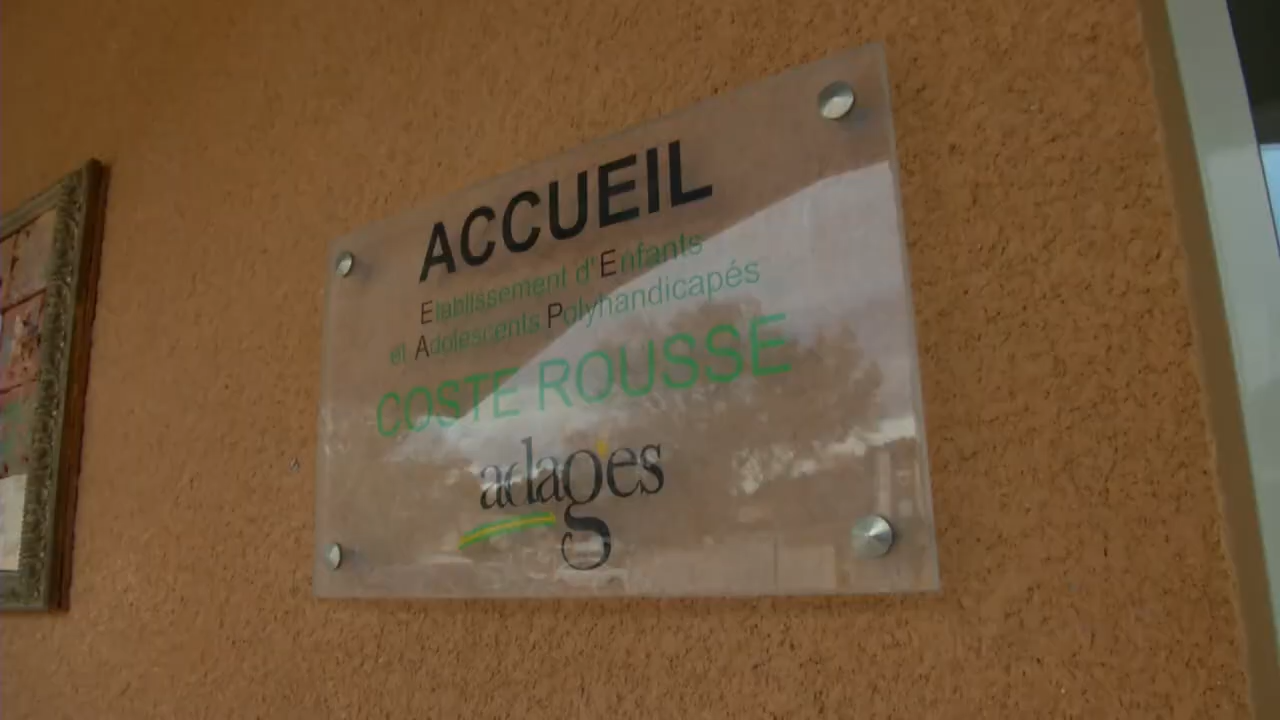 ACCUEIL
Etablissement d'Enfants
et Adolescents Polyhandicapés
COSTE ROUSSE
adages